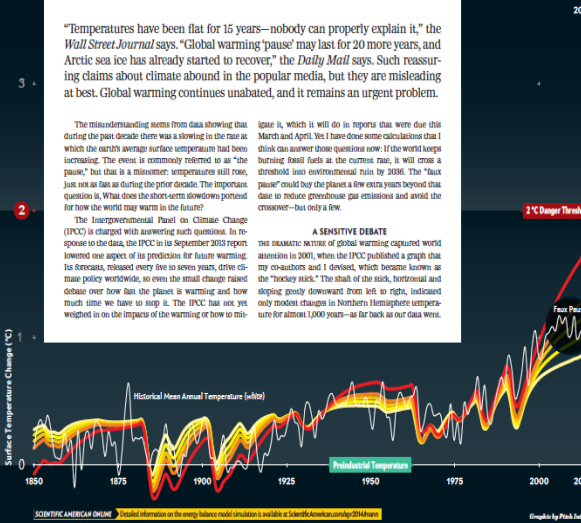 20
"Temperatures have been flat for 15 years—nobody can properly explain it," the
Wall Street Journal says. "Global warming 'pause' may last for 20 more years, and
Arctic sea ice has already started to recover," the Daily Mail says. Such reassur-
ing claims about climate abound in the popular media, but they are misleading
at best. Global warming continues unabated, and it remains an urgent problem.
The misunderstanding stems from data showing that
during the past decade there was a slowing in the rate at
which the earth's average surface temperature had been
increasing. The event is commonly referred to as "the
pause," but that is a misnomer: temperatures still rose,
just not as fast as during the prior decade. The important
question is, What does the short-term slowdown portend
for how the world may warm in the future?
The Intergovernmental Panel on Climate Change
(IPCC) is charged with answering such questions. In re-
sponse to the data, the IPCC in its September 2013 report
lowered one aspect of its prediction for future warming.
Its forecasts, released every five to seven years, drive cli-
mate policy worldwide, so even the small change raised
debate over how fast the planet is warming and how
much time we have to stop it. The IPCC has not yet
weighed in on the impacts of the warming or how to mit-
igate it, which it will do in reports that were due this
March and April. Yet I have done some calculations that I
think can answer those questions now: If the world keeps
burning fossil fuels at the current rate, it will cross a
threshold into environmental ruin by 2036. The "faux
pause" could buy the planet a few extra years beyond that
date to reduce greenhouse gas emissions and avoid the
crossover—but only a few.
A SENSITIVE DEBATE
THE DRAMATIC NATURE of global warming captured world
attention in 2001, when the IPCC published a graph that
my co-authors and I devised, which became known as
the "hockey stick." The shaft of the stick, horizontal and
sloping gently downward from left to right, indicated
only modest changes in Northern Hemisphere tempera-
ture for almost 1,000 years—as far back as our data went.
3
2
2 °C Danger Thresh
1
Faux Pau
Surface Temperature Change (°C)
Historical Mean Annual Temperature (white)
0
Preindustrial Temperature
1850 1875 1900 1925 1950 1975 2000 20
SCIENTIFIC AMERICAN ONLINE Detailed information on the energy balance model simulation is available at ScientificAmerican.com/apr2014/mann
Graphic by Pitch Int